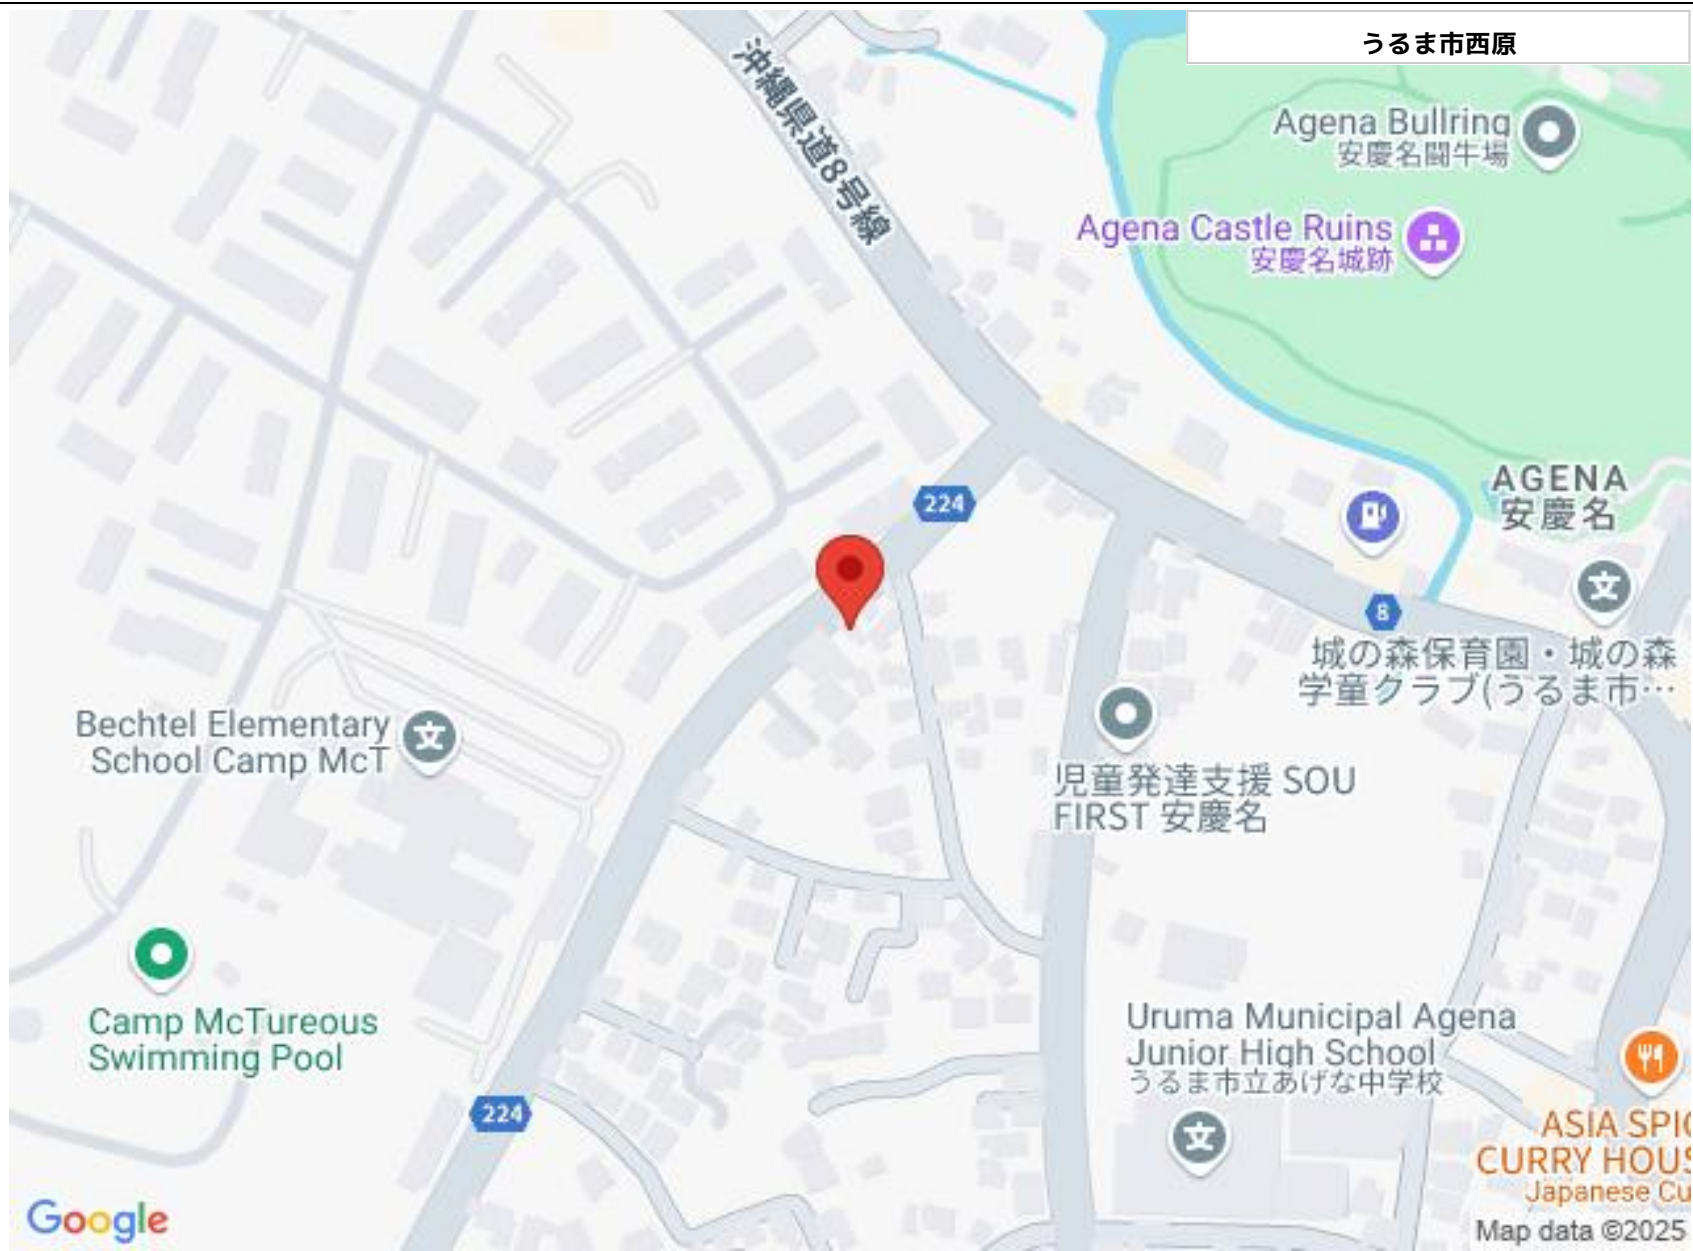 うるま市西原
沖縄県道8号線
Agena Bullring
安慶名闘牛場
Agena Castle Ruins
安慶名城跡
AGENA
安慶名
224
8
城の森保育園・城の森
学童クラブ(うるま市…
Bechtel Elementary
School Camp McT
児童発達支援 SOU
FIRST 安慶名
Camp McTureous
Swimming Pool
Uruma Municipal Agena
Junior High School
うるま市立あげな中学校
224
ASIA SPIC
CURRY HOUS
Japanese Cu
Google
Map data ©2025